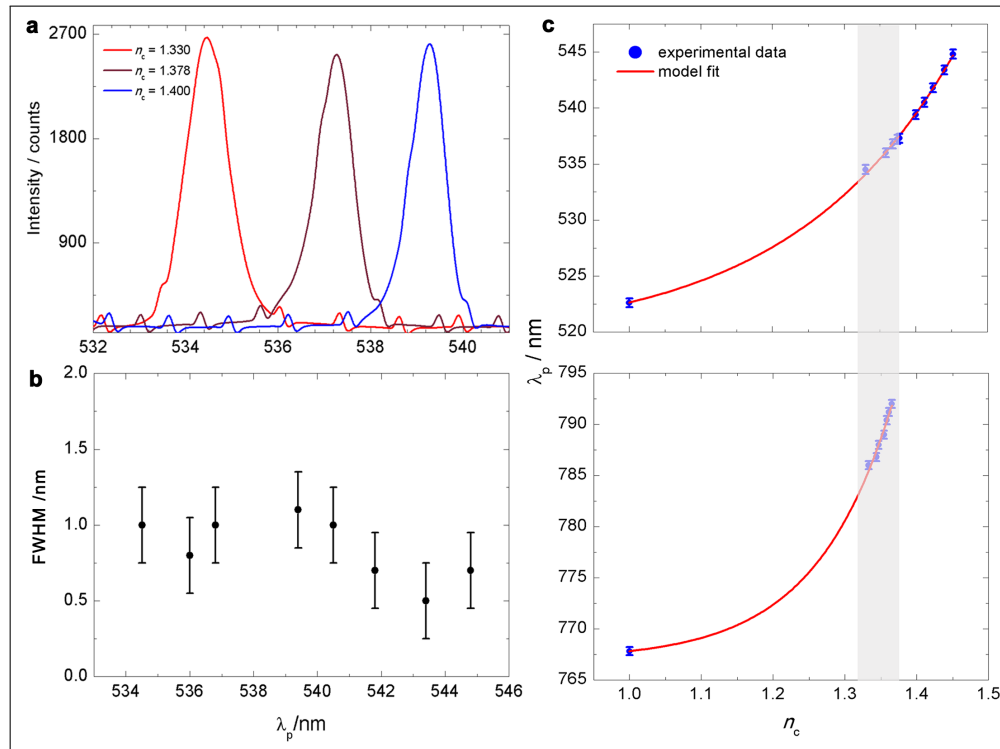 a
2700
1800
900
Intensity / counts
n_c = 1.330
n_c = 1.378
n_c = 1.400
532 534 536 538 540
b
2.0
1.5
1.0
0.5
0.0
FWHM /nm
534 536 538 540 542 544 546
λ_p/nm
c
545
540
535
530
525
520
experimental data
model fit
λ_p / nm
795
790
785
780
775
770
765
1.0 1.1 1.2 1.3 1.4 1.5
n_c